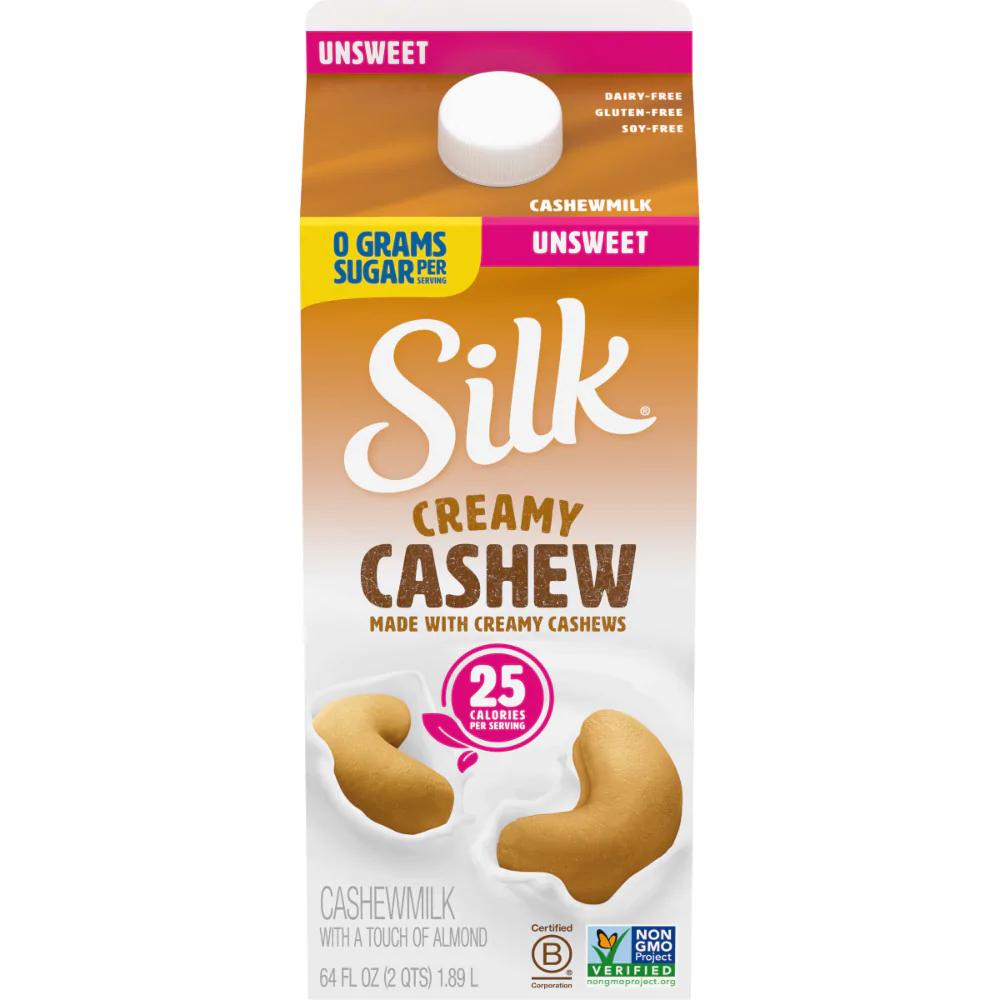 UNSWEET
DAIRY-FREE
GLUTEN-FREE
SOY-FREE
CASHEWMILK
UNSWEET
0 GRAMS
SUGAR PER
SERVING
Silk®
CREAMY
CASHEW
MADE WITH CREAMY CASHEWS
25
CALORIES
PER SERVING
CASHEWMILK
WITH A TOUCH OF ALMOND
64 FL OZ (2 QTS) 1.89 L
Certified
B
®
Corporation
NON
GMO
Project
VERIFIED
nongmoproject.org